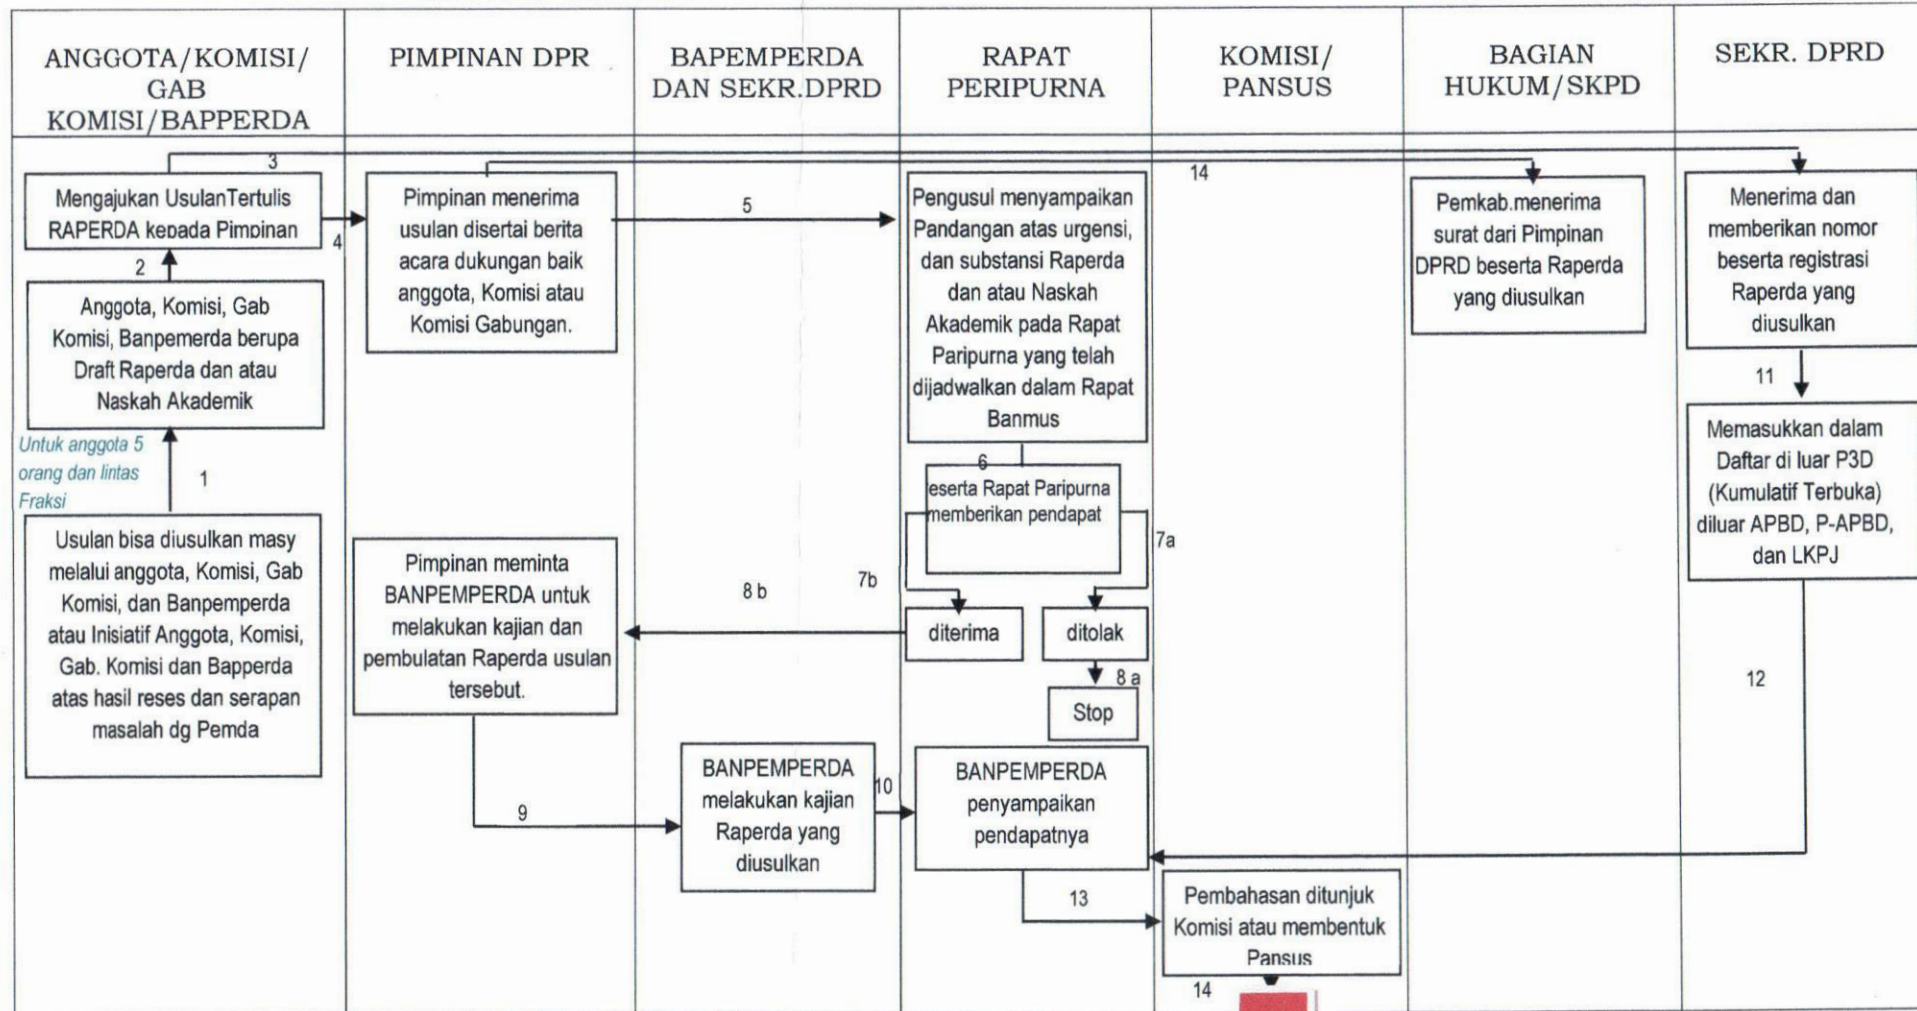 ANGGOTA/KOMISI/
GAB
KOMISI/BAPPERDA
PIMPINAN DPR
BAPEMPERDA
DAN SEKR.DPRD
RAPAT
PERIPURNA
KOMISI/
PANSUS
BAGIAN
HUKUM/SKPD
SEKR. DPRD
3
14
Mengajukan UsulanTertulis
RAPERDA kepada Pimpinan
4
2
Anggota, Komisi, Gab
Komisi, Banpemerda berupa
Draft Raperda dan atau
Naskah Akademik
Untuk anggota 5
orang dan lintas
Fraksi
1
Usulan bisa diusulkan masy
melalui anggota, Komisi, Gab
Komisi, dan Banpemperda
atau Inisiatif Anggota, Komisi,
Gab. Komisi dan Bapperda
atas hasil reses dan serapan
masalah dg Pemda
Pimpinan menerima
usulan disertai berita
acara dukungan baik
anggota, Komisi atau
Komisi Gabungan.
5
Pimpinan meminta
BANPEMPERDA untuk
melakukan kajian dan
pembulatan Raperda usulan
tersebut.
9
8 b
BANPEMPERDA
melakukan kajian
Raperda yang
diusulkan
10
Pengusul menyampaikan
Pandangan atas urgensi,
dan substansi Raperda
dan atau Naskah
Akademik pada Rapat
Paripurna yang telah
dijadwalkan dalam Rapat
Banmus
6
eserta Rapat Paripurna
memberikan pendapat
7a
7b
diterima
ditolak
8 a
Stop
BANPEMPERDA
penyampaikan
pendapatnya
13
Pembahasan ditunjuk
Komisi atau membentuk
Pansus
14
Pemkab.menerima
surat dari Pimpinan
DPRD beserta Raperda
yang diusulkan
Menerima dan
memberikan nomor
beserta registrasi
Raperda yang
diusulkan
11
Memasukkan dalam
Daftar di luar P3D
(Kumulatif Terbuka)
diluar APBD, P-APBD,
dan LKPJ
12